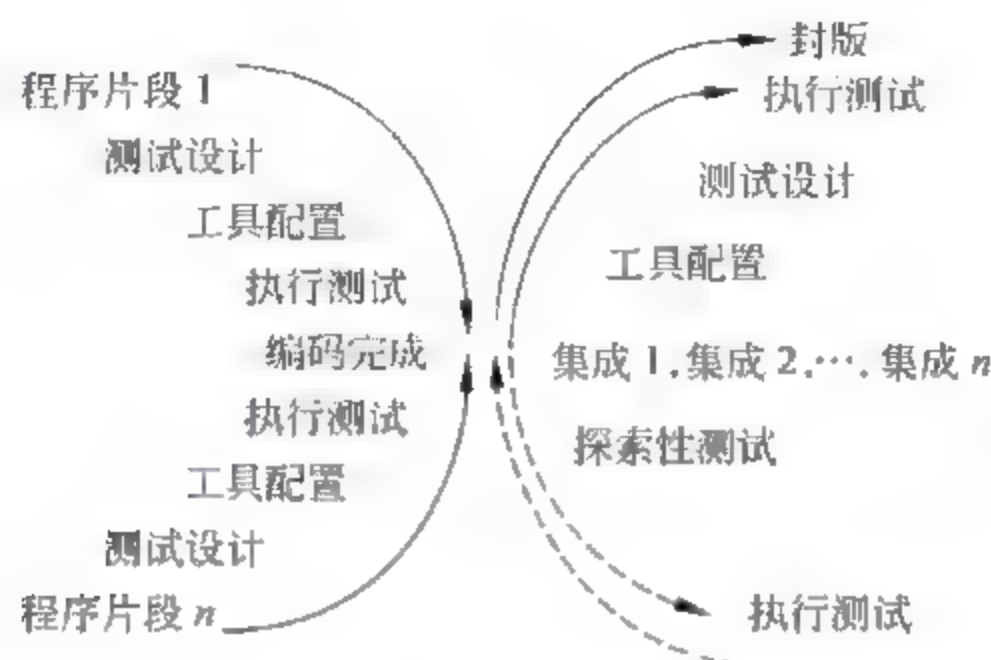 程序片段 1
测试设计
工具配置
执行测试
编码完成
执行测试
工具配置
测试设计
程序片段 n
封版
执行测试
测试设计
工具配置
集成 1,集成 2,…,集成 n
探索性测试
执行测试